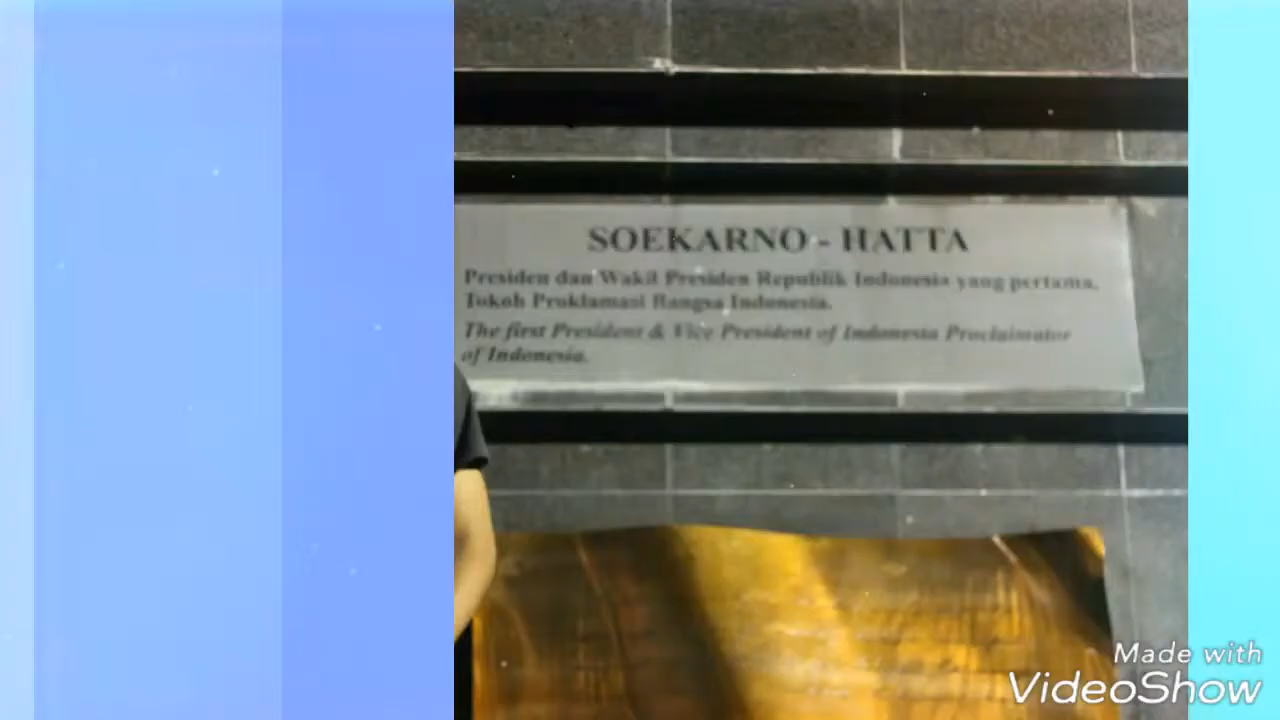 SOEKARNO - HATTA
Presiden dan Wakil Presiden Republik Indonesia yang pertama,
Tokoh Proklamasi Bangsa Indonesia.
The first President & Vice President of Indonesia Proclaimator
of Indonesia.
Made with
VideoShow